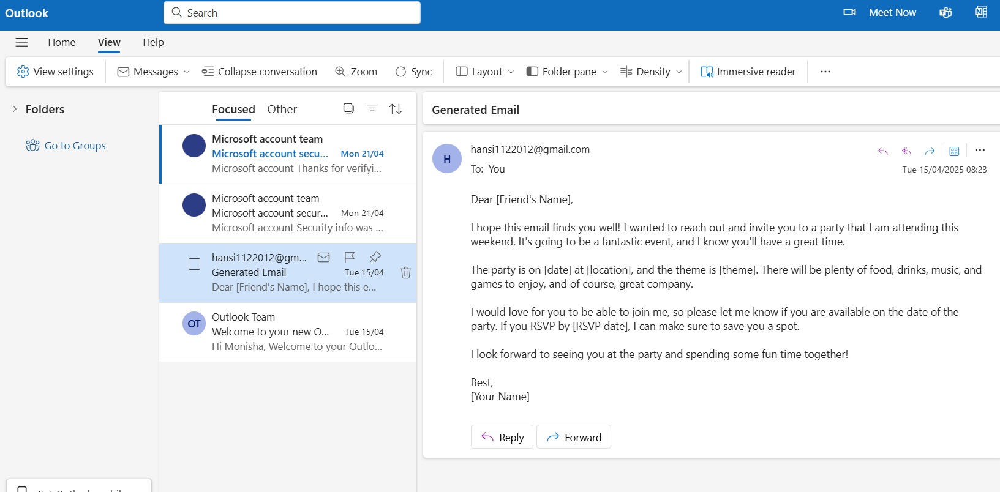 Outlook
Search
Meet Now
Home View Help
View settings Messages Collapse conversation Zoom Sync Layout Folder pane Density Immersive reader ...
Folders
Go to Groups
Focused Other
Microsoft account team
Microsoft account secu... Mon 21/04
Microsoft account Thanks for verifyi...
Microsoft account team
Microsoft account secur... Mon 21/04
Microsoft account Security info was ...
hansi1122012@gm...
Generated Email Tue 15/04
Dear [Friend's Name], I hope this e...
OT
Outlook Team
Welcome to your new O... Tue 15/04
Hi Monisha, Welcome to your Outlo...
Generated Email
H
hansi1122012@gmail.com
To: You
Tue 15/04/2025 08:23
Dear [Friend's Name],
I hope this email finds you well! I wanted to reach out and invite you to a party that I am attending this
weekend. It's going to be a fantastic event, and I know you'll have a great time.
The party is on [date] at [location], and the theme is [theme]. There will be plenty of food, drinks, music, and
games to enjoy, and of course, great company.
I would love for you to be able to join me, so please let me know if you are available on the date of the
party. If you RSVP by [RSVP date], I can make sure to save you a spot.
I look forward to seeing you at the party and spending some fun time together!
Best,
[Your Name]
Reply Forward